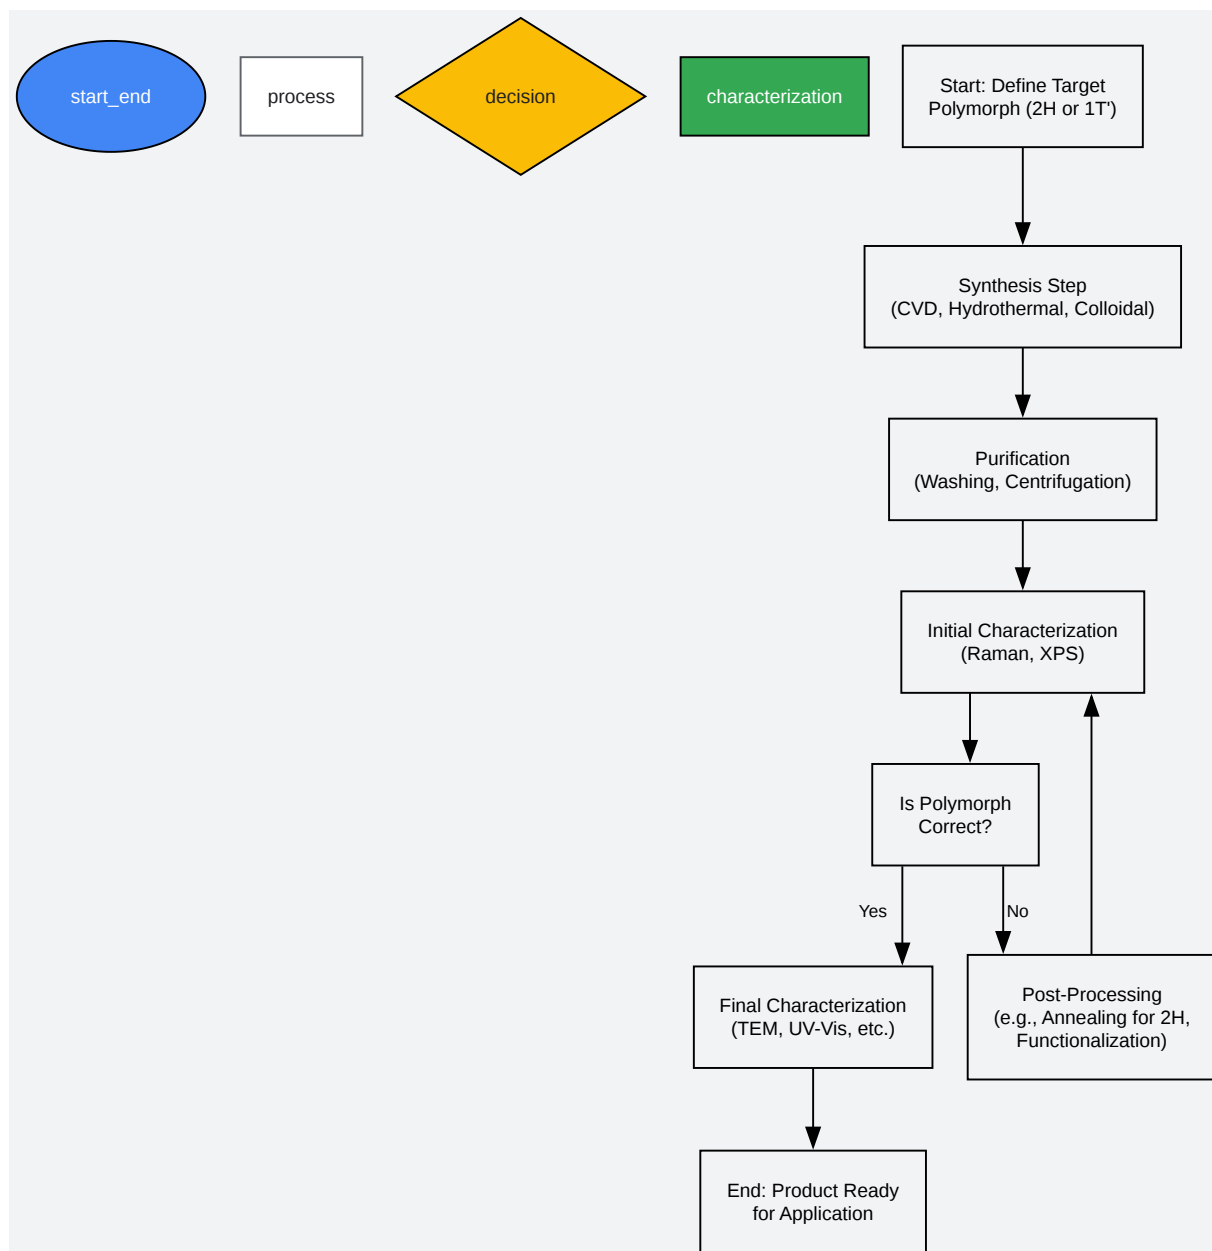 start_end
process
decision
characterization
Start: Define Target
Polymorph (2H or 1T')
Synthesis Step
(CVD, Hydrothermal, Colloidal)
Purification
(Washing, Centrifugation)
Initial Characterization
(Raman, XPS)
Is Polymorph
Correct?
Yes
No
Final Characterization
(TEM, UV-Vis, etc.)
Post-Processing
(e.g., Annealing for 2H,
Functionalization)
End: Product Ready
for Application